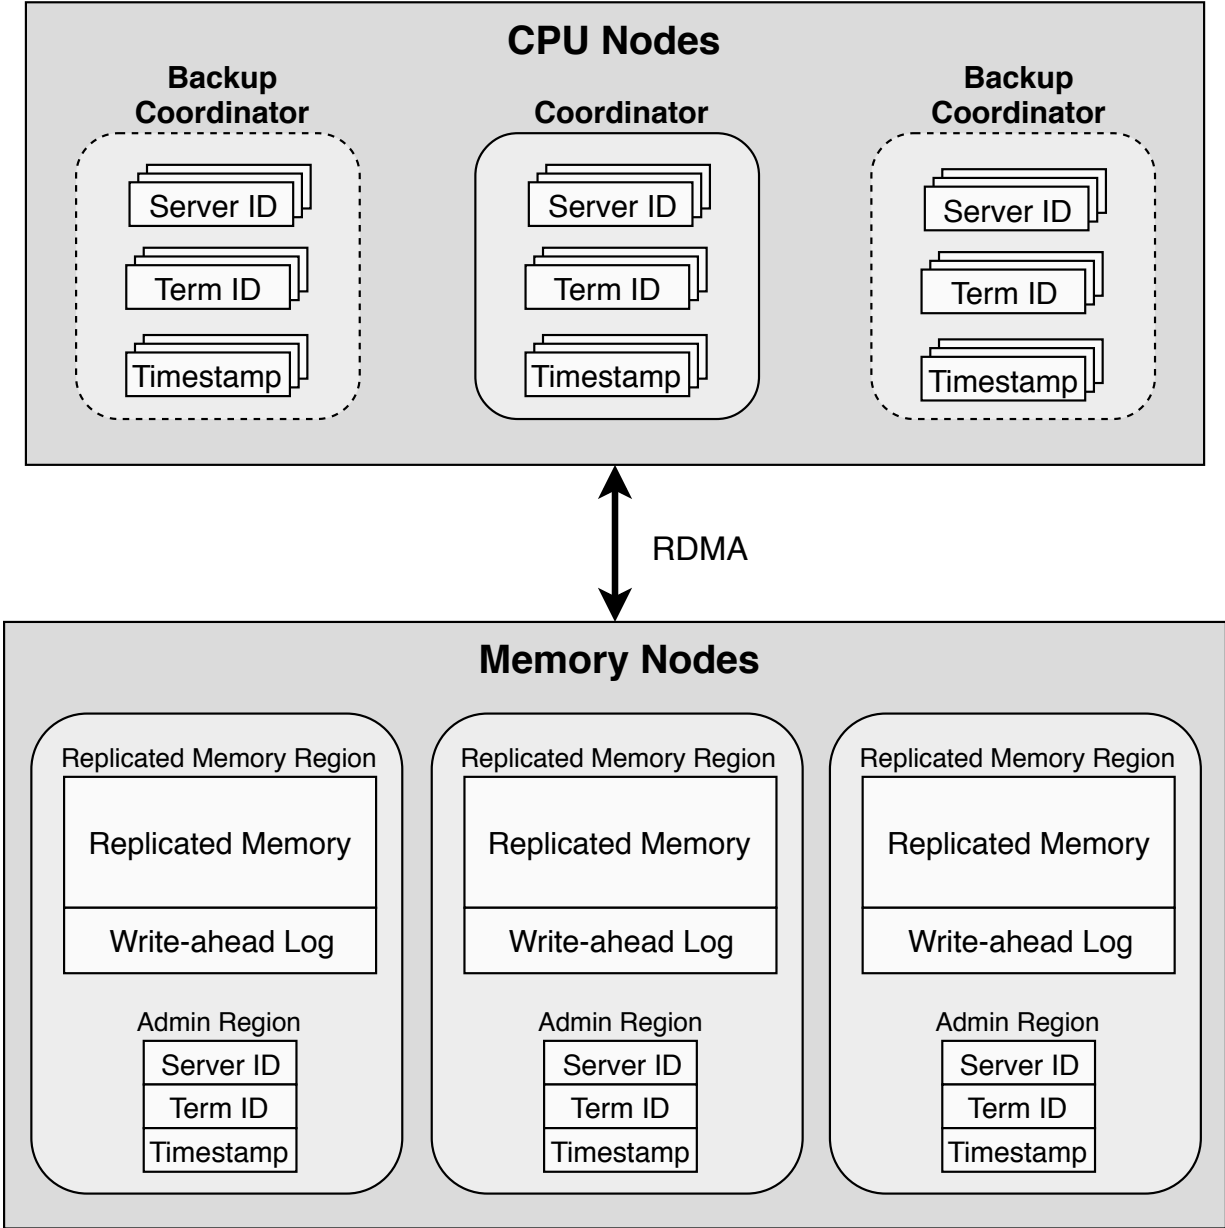 CPU Nodes
Backup
Coordinator
Coordinator
Backup
Coordinator
Server ID
Term ID
Timestamp
Server ID
Term ID
Timestamp
Server ID
Term ID
Timestamp
RDMA
Memory Nodes
Replicated Memory Region
Replicated Memory
Write-ahead Log
Admin Region
Server ID
Term ID
Timestamp
Replicated Memory Region
Replicated Memory
Write-ahead Log
Admin Region
Server ID
Term ID
Timestamp
Replicated Memory Region
Replicated Memory
Write-ahead Log
Admin Region
Server ID
Term ID
Timestamp